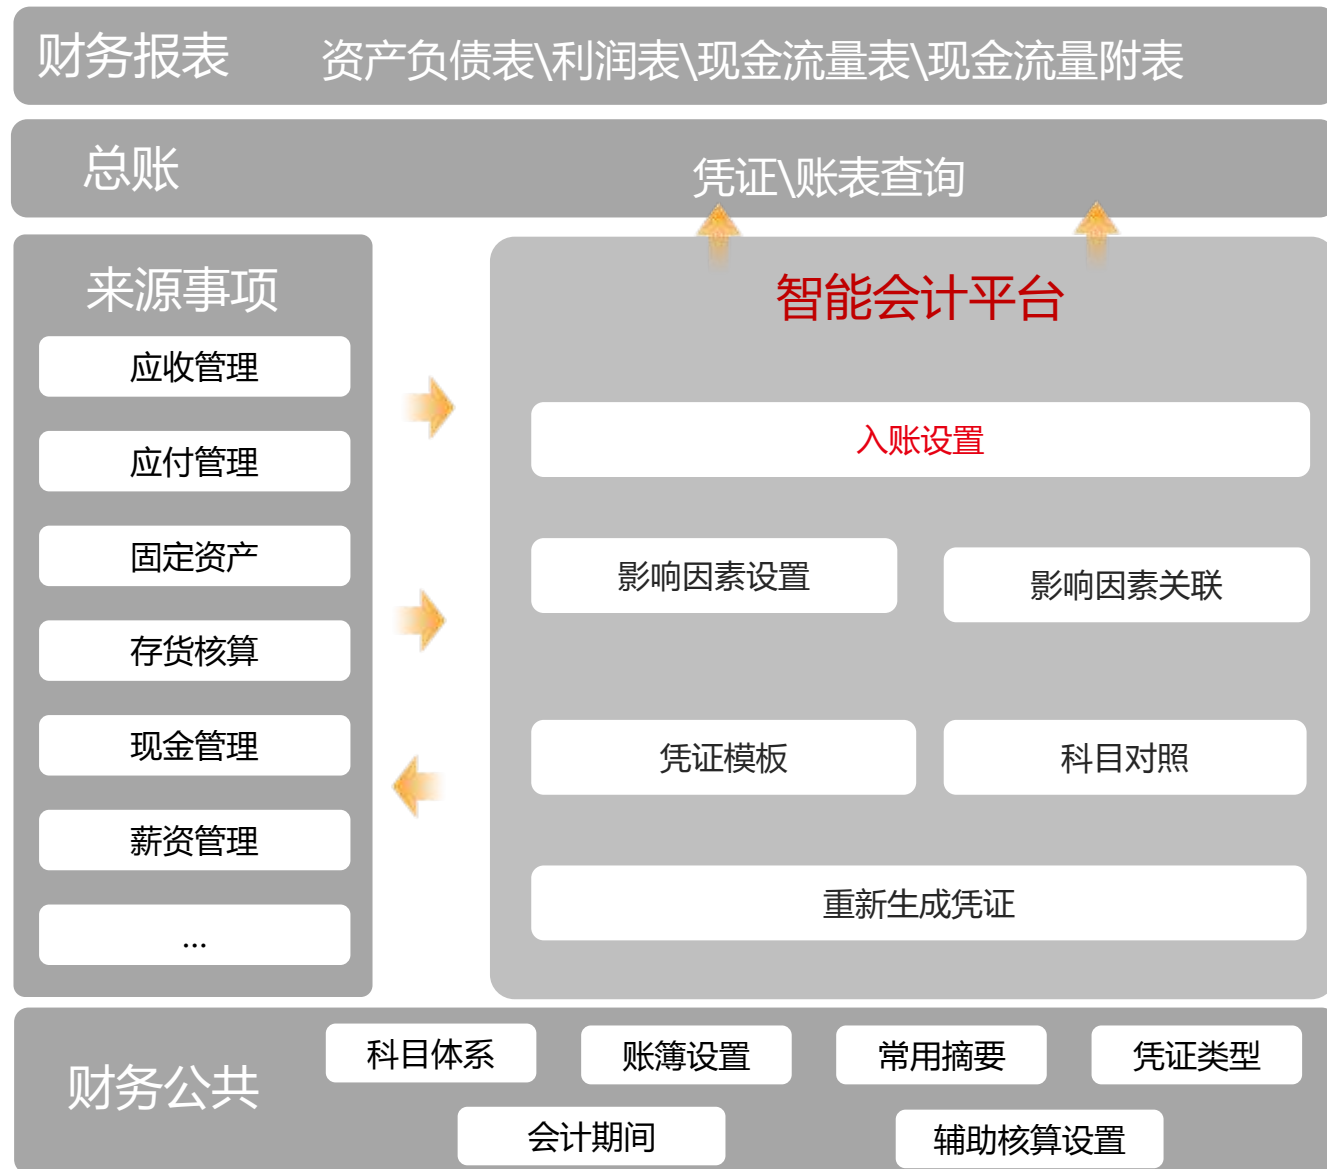 财务报表
资产负债表\利润表\现金流量表\现金流量附表
总账
凭证\账表查询
来源事项
应收管理
应付管理
固定资产
存货核算
现金管理
薪资管理
...
智能会计平台
入账设置
影响因素设置
影响因素关联
凭证模板
科目对照
重新生成凭证
财务公共
科目体系
账簿设置
常用摘要
凭证类型
会计期间
辅助核算设置